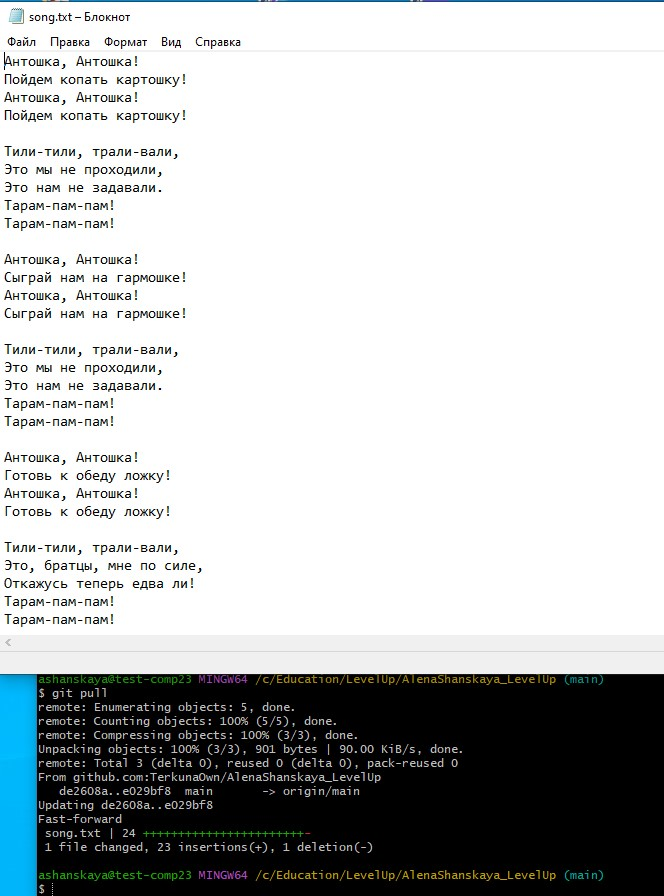 song.txt – Блокнот
Файл Правка Формат Вид Справка
Антошка, Антошка!
Пойдем копать картошку!
Антошка, Антошка!
Пойдем копать картошку!
Тили-тили, трали-вали,
Это мы не проходили,
Это нам не задавали.
Тарам-пам-пам!
Тарам-пам-пам!
Антошка, Антошка!
Сыграй нам на гармошке!
Антошка, Антошка!
Сыграй нам на гармошке!
Тили-тили, трали-вали,
Это мы не проходили,
Это нам не задавали.
Тарам-пам-пам!
Тарам-пам-пам!
Антошка, Антошка!
Готовь к обеду ложку!
Антошка, Антошка!
Готовь к обеду ложку!
Тили-тили, трали-вали,
Это, братцы, мне по силе,
Откажусь теперь едва ли!
Тарам-пам-пам!
Тарам-пам-пам!
ashanskaya@test-comp23 MINGW64 /c/Education/LevelUp/AlenaShanskaya_LevelUp (main)
$ git pull
remote: Enumerating objects: 5, done.
remote: Counting objects: 100% (5/5), done.
remote: Compressing objects: 100% (3/3), done.
Unpacking objects: 100% (3/3), 901 bytes | 90.00 KiB/s, done.
remote: Total 3 (delta 0), reused 0 (delta 0), pack-reused 0
From github.com:TerkunaOwn/AlenaShanskaya_LevelUp
de2608a..e029bf8 main -> origin/main
Updating de2608a..e029bf8
Fast-forward
song.txt | 24 +++++++++++++++++++++++-
1 file changed, 23 insertions(+), 1 deletion(-)
ashanskaya@test-comp23 MINGW64 /c/Education/LevelUp/AlenaShanskaya_LevelUp (main)
$